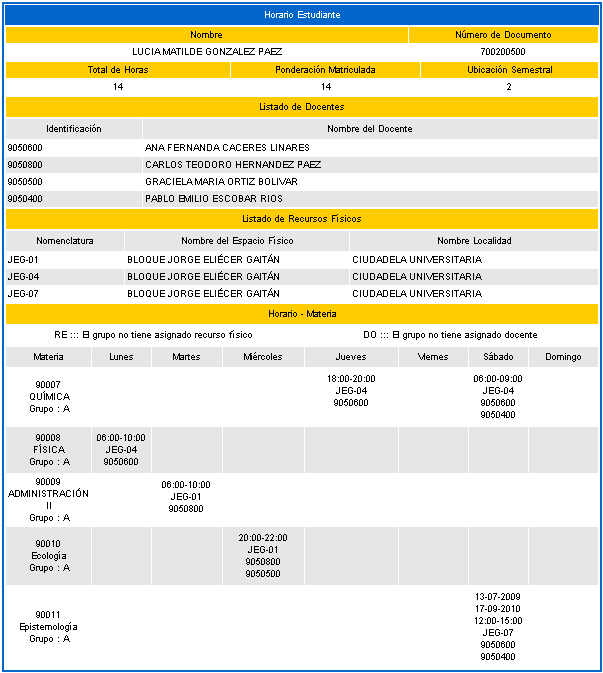 Horario Estudiante
Nombre Número de Documento
LUCIA MATILDE GONZALEZ PAEZ 700200500
Total de Horas Ponderación Matriculada Ubicación Semestral
14 14 2
Listado de Docentes
Identificación Nombre del Docente
9050600 ANA FERNANDA CACERES LINARES
9050800 CARLOS TEODORO HERNANDEZ PAEZ
9050500 GRACIELA MARIA ORTIZ BOLIVAR
9050400 PABLO EMILIO ESCOBAR RIOS
Listado de Recursos Físicos
Nomenclatura Nombre del Espacio Físico Nombre Localidad
JEG-01 BLOQUE JORGE ELIÉCER GAITÁN CIUDADELA UNIVERSITARIA
JEG-04 BLOQUE JORGE ELIÉCER GAITÁN CIUDADELA UNIVERSITARIA
JEG-07 BLOQUE JORGE ELIÉCER GAITÁN CIUDADELA UNIVERSITARIA
Horario - Materia
RE ::: El grupo no tiene asignado recurso físico DO ::: El grupo no tiene asignado docente
Materia Lunes Martes Miércoles Jueves Viernes Sábado Domingo
90007
QUÍMICA
Grupo : A
18:00-20:00
JEG-04
9050600
06:00-09:00
JEG-04
9050600
9050400
90008
FÍSICA
Grupo : A
06:00-10:00
JEG-04
9050600
90009
ADMINISTRACIÓN
II
Grupo : A
06:00-10:00
JEG-01
9050800
90010
Ecología
Grupo : A
20:00-22:00
JEG-01
9050800
9050500
90011
Epistemología
Grupo : A
13-07-2009
17-09-2010
12:00-15:00
JEG-07
9050600
9050400